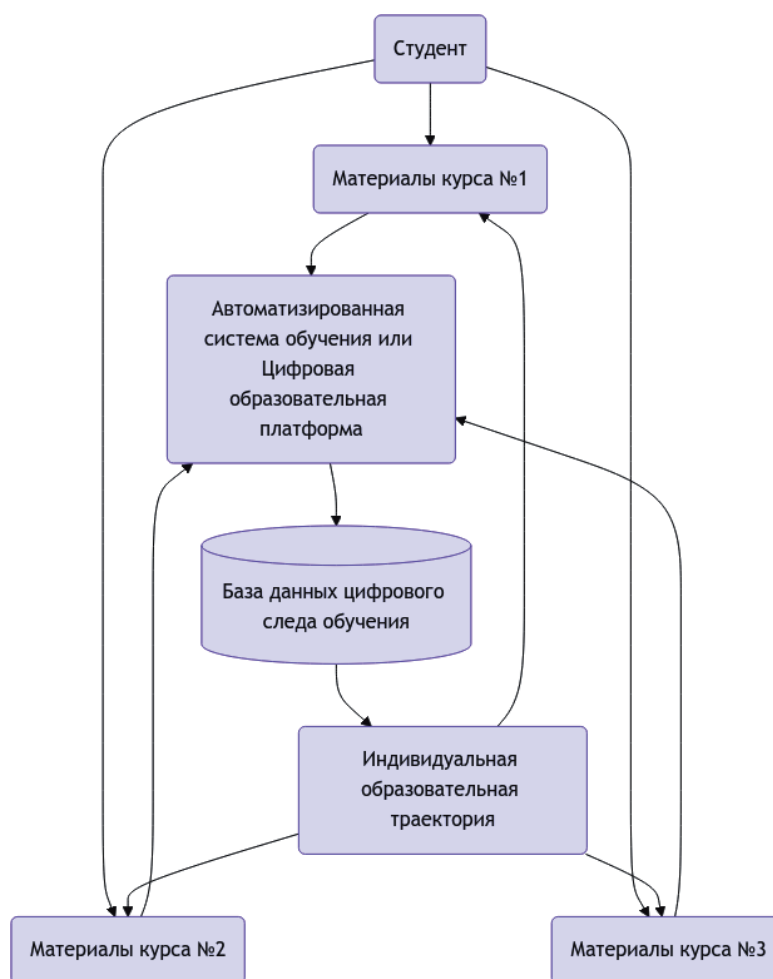 Студент
Материалы курса №1
Автоматизированная
система обучения или
Цифровая
образовательная
платформа
База данных цифрового
следа обучения
Индивидуальная
образовательная
траектория
Материалы курса №2
Материалы курса №3